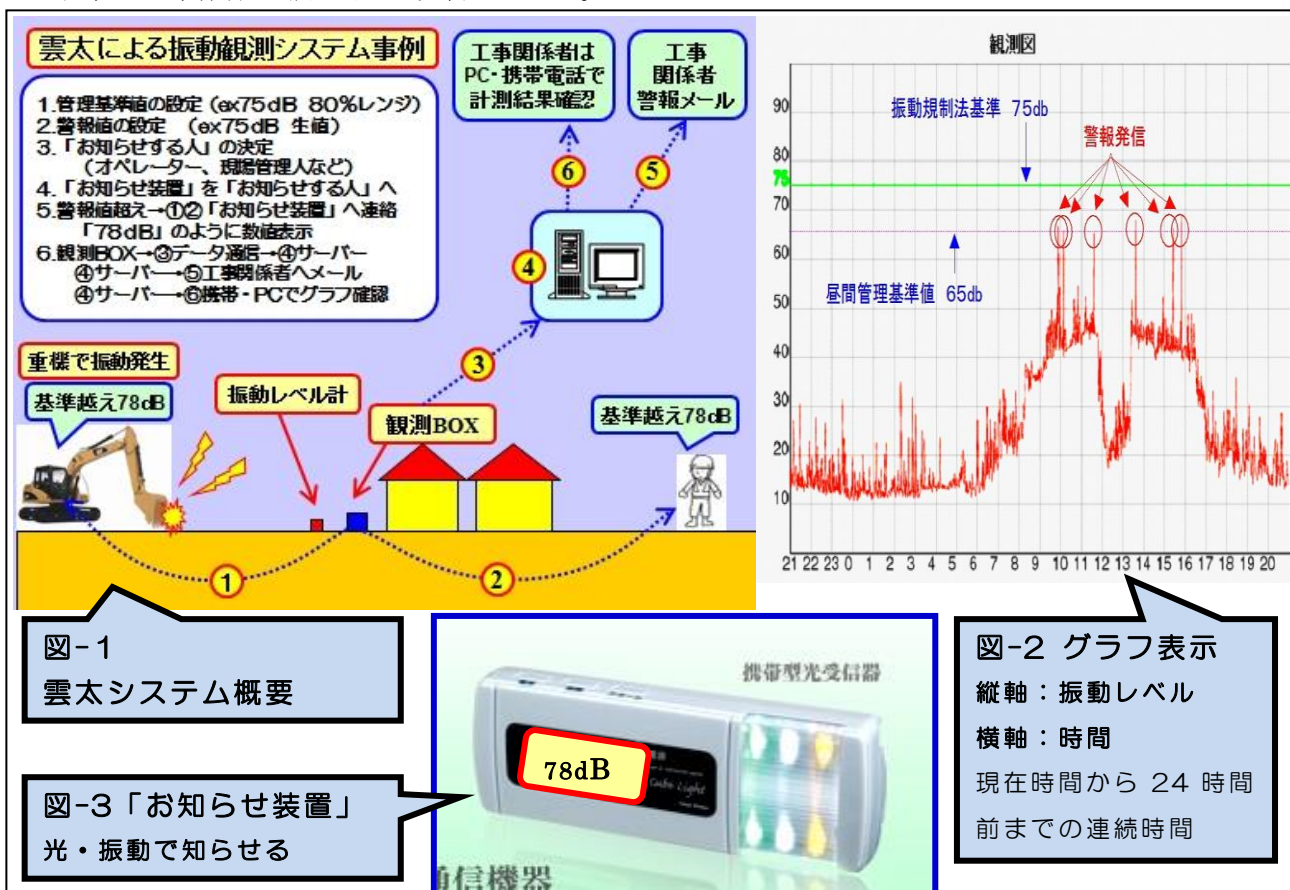 雲太による振動観測システム事例
1.管理基準値の設定(ex75dB 80%レンジ)
2.警報値の設定 (ex75dB 生値)
3.「お知らせする人」の決定
(オペレーター、現場管理人など)
4.「お知らせ装置」を「お知らせする人」へ
5.警報値超え→①②「お知らせ装置」へ連絡
「78dB」のように数値表示
6.観測BOX→③データ通信→④サーバー
④サーバー→⑤工事関係者へメール
④サーバー→⑥携帯・PCでグラフ確認
工事関係者は
PC・携帯電話で
計測結果確認
工事
関係者
警報メール
6
5
4
3
重機で振動発生
基準越え78dB
振動レベル計
観測BOX
基準越え78dB
1
2
観測図
振動規制法基準 75db
警報発信
昼間管理基準値 65db
90
80
75
70
60
50
40
30
20
10
21 22 23 0 1 2 3 4 5 6 7 8 9 10 11 12 13 14 15 16 17 18 19 20
図-1
雲太システム概要
図-2 グラフ表示
縦軸：振動レベル
横軸：時間
現在時間から 24 時間
前までの連続時間
図-3「お知らせ装置」
光・振動で知らせる
携帯型光受信器
78dB
Cube Light
通信機器